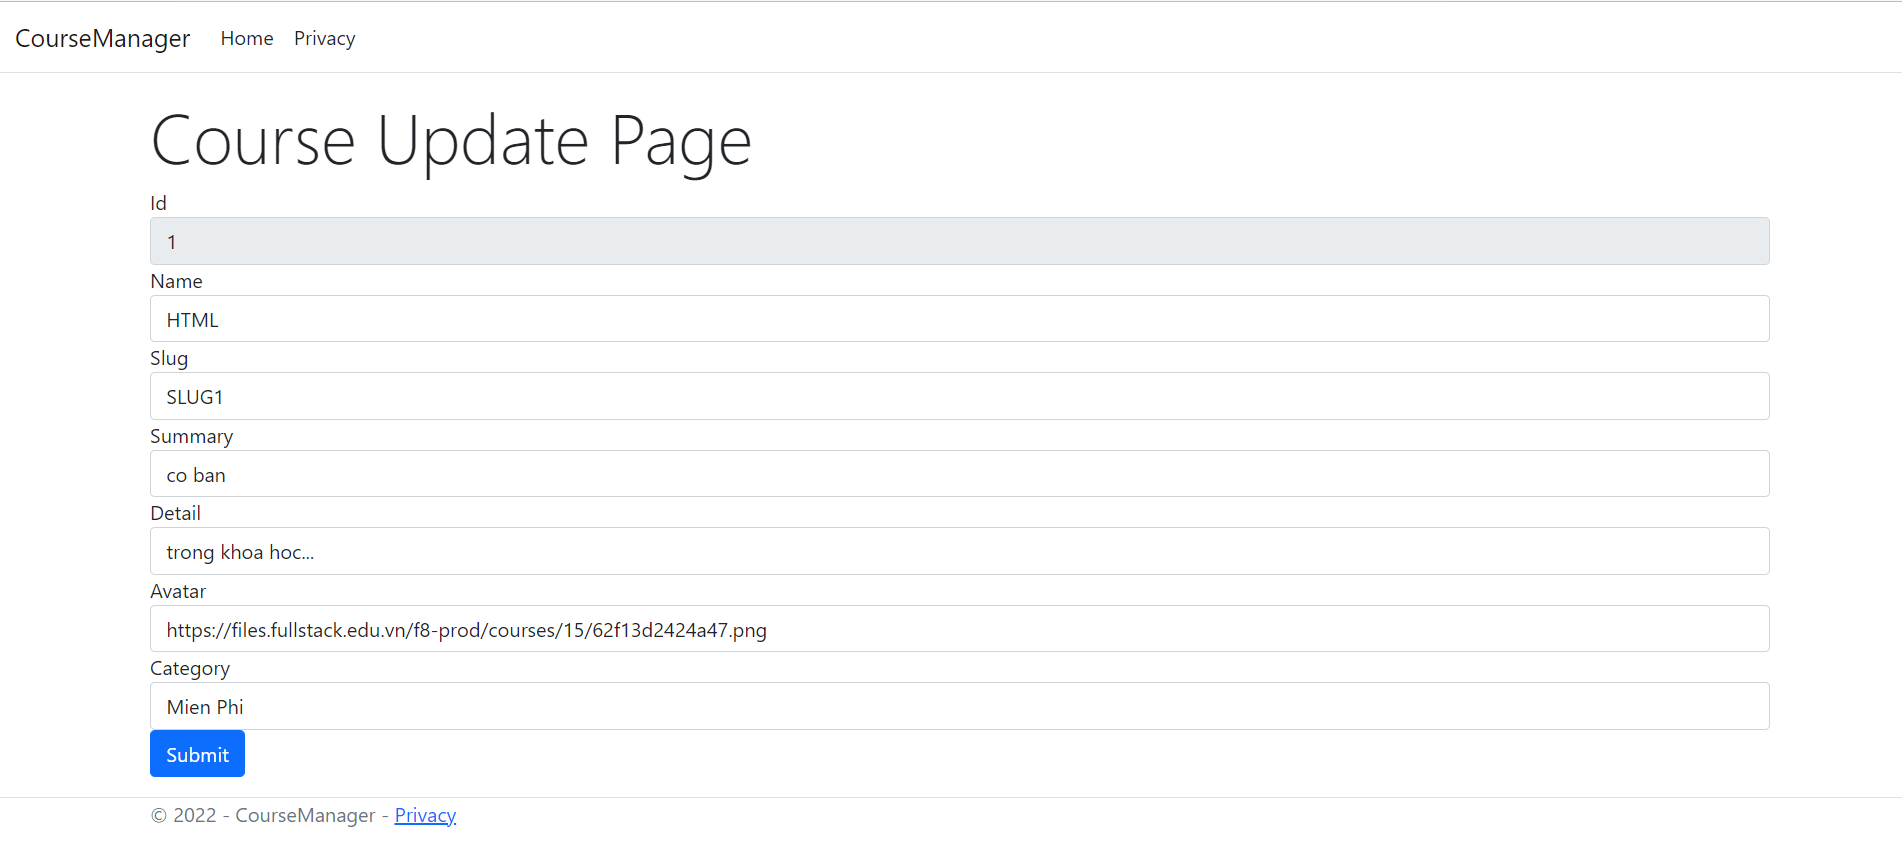 CourseManager Home Privacy
Course Update Page
Id
1
Name
HTML
Slug
SLUG1
Summary
co ban
Detail
trong khoa hoc...
Avatar
https://files.fullstack.edu.vn/f8-prod/courses/15/62f13d2424a47.png
Category
Mien Phi
Submit
© 2022 - CourseManager - Privacy